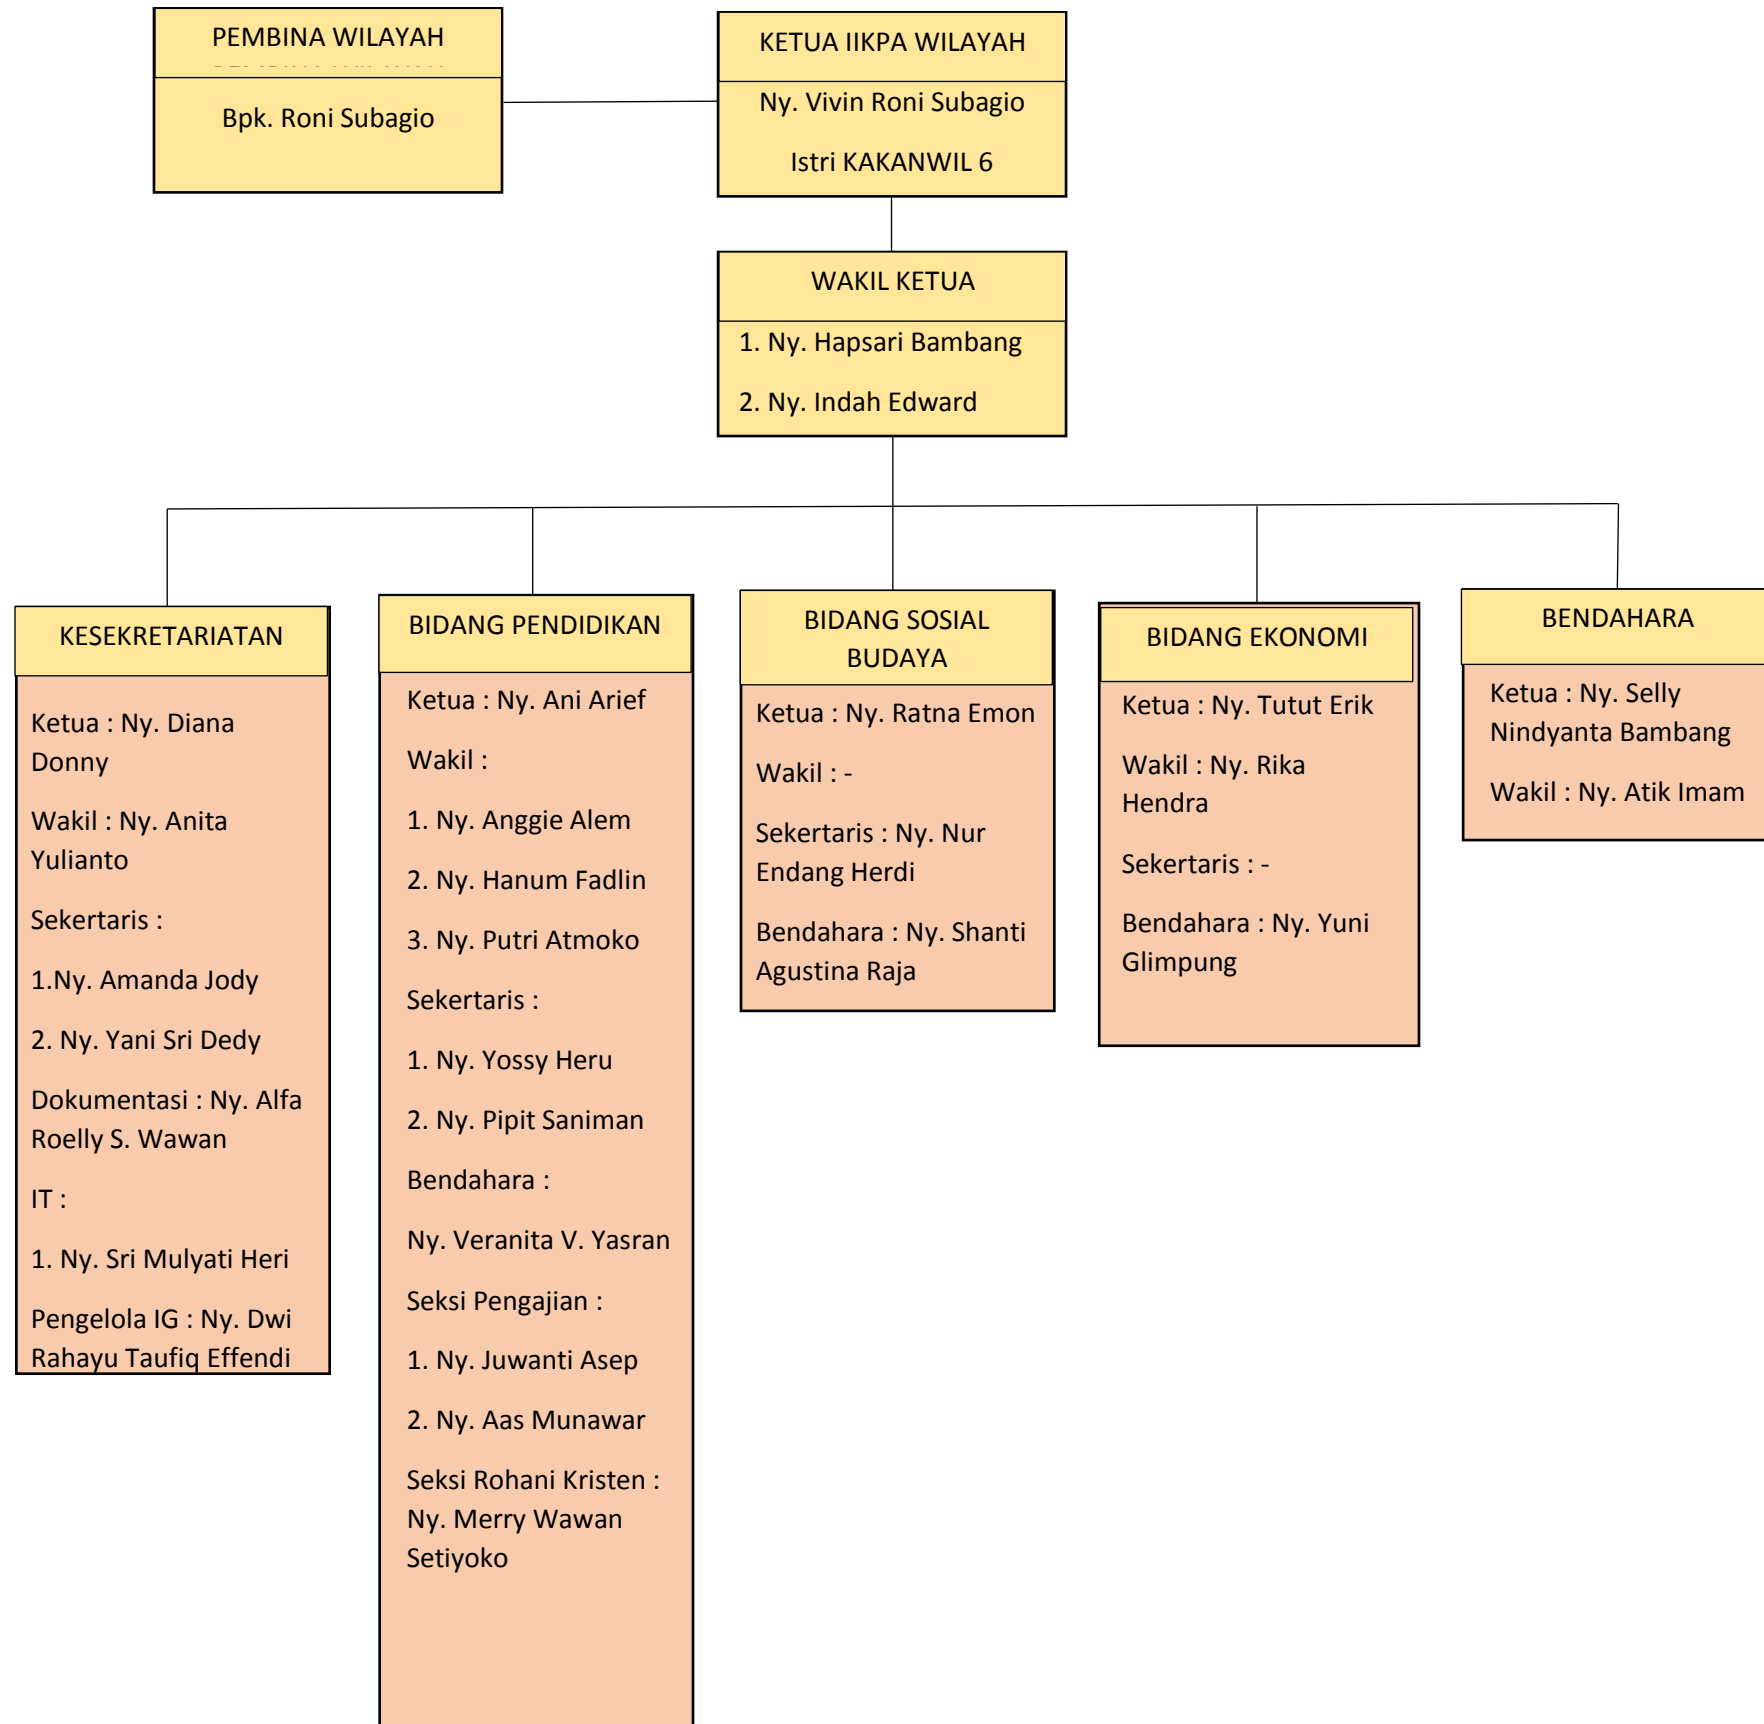 PEMBINA WILAYAH
Bpk. Roni Subagio
KETUA IIKPA WILAYAH
Ny. Vivin Roni Subagio
Istri KAKANWIL 6
WAKIL KETUA
1. Ny. Hapsari Bambang
2. Ny. Indah Edward
KESEKRETARIATAN
Ketua : Ny. Diana
Donny
Wakil : Ny. Anita
Yulianto
Sekertaris :
1.Ny. Amanda Jody
2. Ny. Yani Sri Dedy
Dokumentasi : Ny. Alfa
Roelly S. Wawan
IT :
1. Ny. Sri Mulyati Heri
Pengelola IG : Ny. Dwi
Rahayu Taufiq Effendi
BIDANG PENDIDIKAN
Ketua : Ny. Ani Arief
Wakil :
1. Ny. Anggie Alem
2. Ny. Hanum Fadlin
3. Ny. Putri Atmoko
Sekertaris :
1. Ny. Yossy Heru
2. Ny. Pipit Saniman
Bendahara :
Ny. Veranita V. Yasran
Seksi Pengajian :
1. Ny. Juwanti Asep
2. Ny. Aas Munawar
Seksi Rohani Kristen :
Ny. Merry Wawan
Setiyoko
BIDANG SOSIAL
BUDAYA
Ketua : Ny. Ratna Emon
Wakil : -
Sekertaris : Ny. Nur
Endang Herdi
Bendahara : Ny. Shanti
Agustina Raja
BIDANG EKONOMI
Ketua : Ny. Tutut Erik
Wakil : Ny. Rika
Hendra
Sekertaris : -
Bendahara : Ny. Yuni
Glimpung
BENDAHARA
Ketua : Ny. Selly
Nindyanta Bambang
Wakil : Ny. Atik Imam